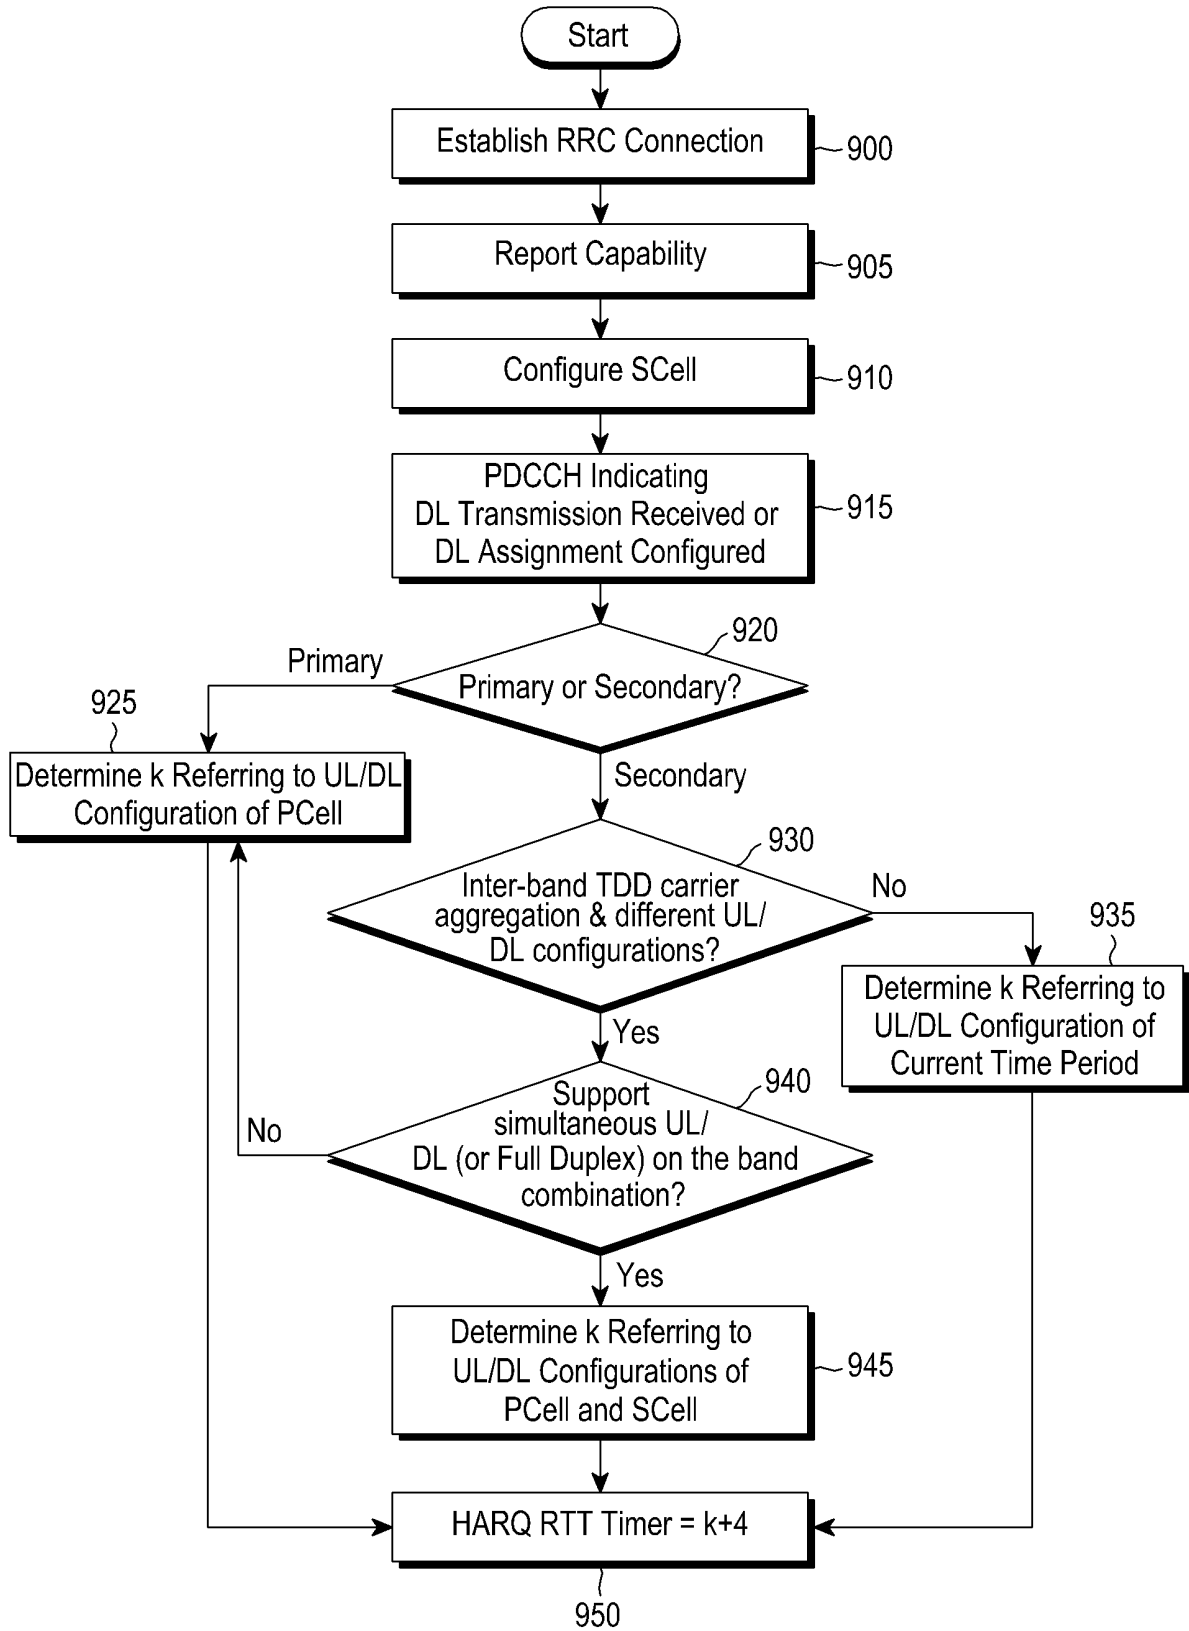 Start
Establish RRC Connection
900
Report Capability
905
Configure SCell
910
PDCCH Indicating
DL Transmission Received or
DL Assignment Configured
915
920
Primary or Secondary?
Primary
Secondary
925
Determine k Referring to UL/DL
Configuration of PCell
930
Inter-band TDD carrier
aggregation & different UL/
DL configurations?
No
Yes
935
Determine k Referring to
UL/DL Configuration of
Current Time Period
940
Support
simultaneous UL/
DL (or Full Duplex) on the band
combination?
No
Yes
Determine k Referring to
UL/DL Configurations of
PCell and SCell
945
HARQ RTT Timer = k+4
950